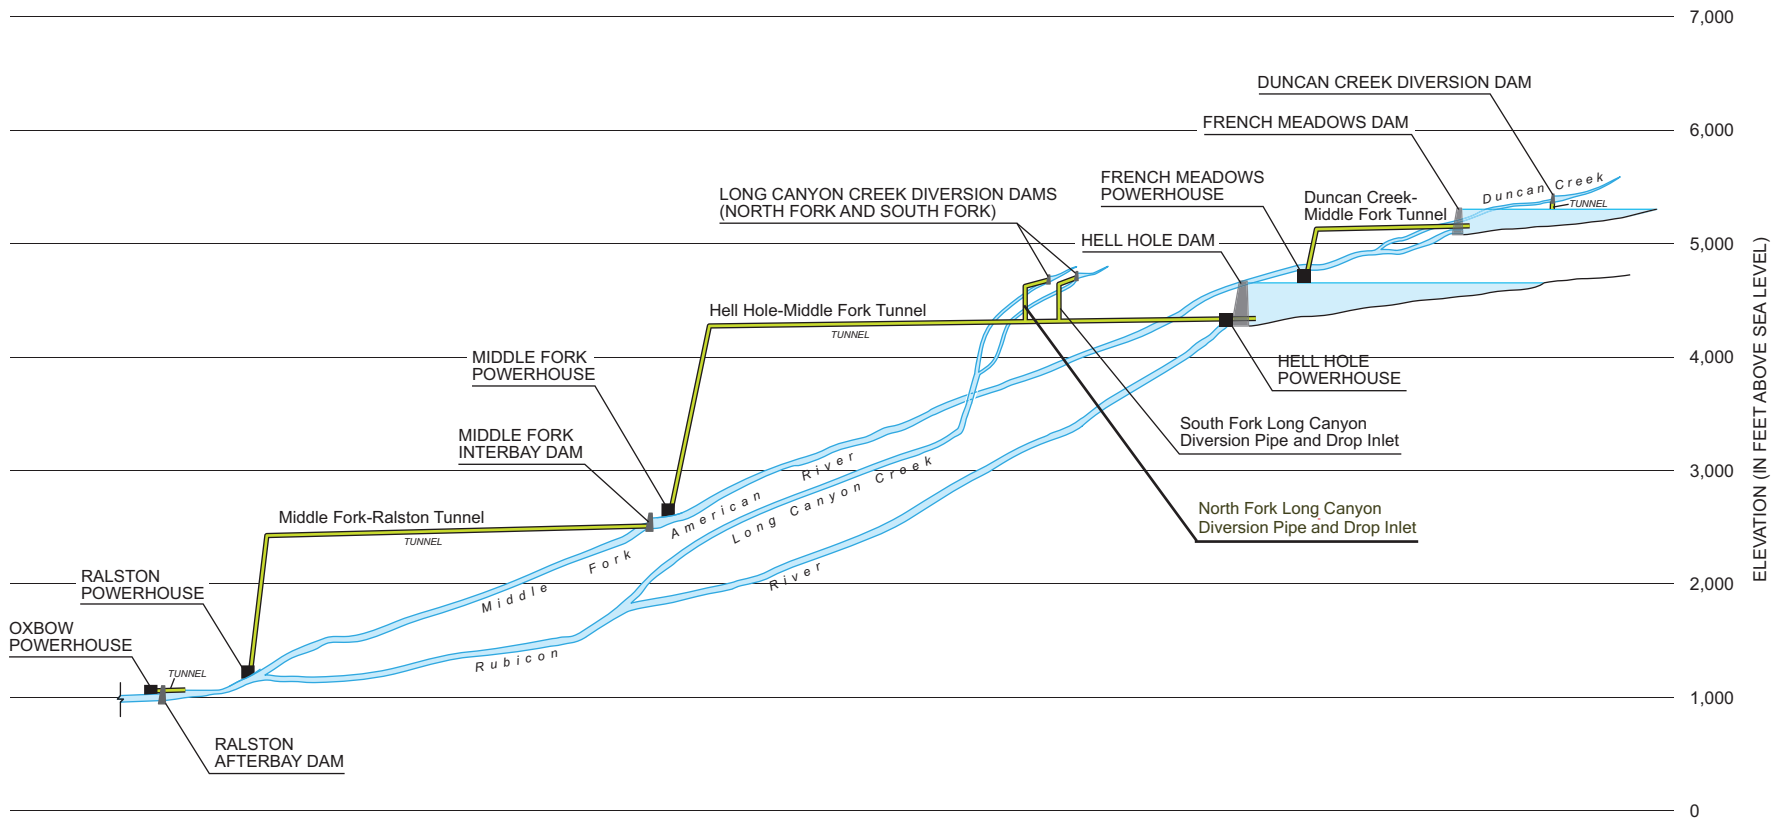 7,000
DUNCAN CREEK DIVERSION DAM
FRENCH MEADOWS DAM
6,000
FRENCH MEADOWS
POWERHOUSE
Duncan Creek
TUNNEL
Duncan Creek-
Middle Fork Tunnel
LONG CANYON CREEK DIVERSION DAMS
(NORTH FORK AND SOUTH FORK)
HELL HOLE DAM
5,000
Hell Hole-Middle Fork Tunnel
TUNNEL
MIDDLE FORK
POWERHOUSE
4,000
HELL HOLE
POWERHOUSE
ELEVATION (IN FEET ABOVE SEA LEVEL)
South Fork Long Canyon
Diversion Pipe and Drop Inlet
MIDDLE FORK
INTERBAY DAM
3,000
North Fork Long Canyon
Diversion Pipe and Drop Inlet
Middle Fork American River
Long Canyon Creek
Middle Fork-Ralston Tunnel
TUNNEL
RALSTON
POWERHOUSE
2,000
Rubicon River
OXBOW
POWERHOUSE
TUNNEL
1,000
RALSTON
AFTERBAY DAM
0